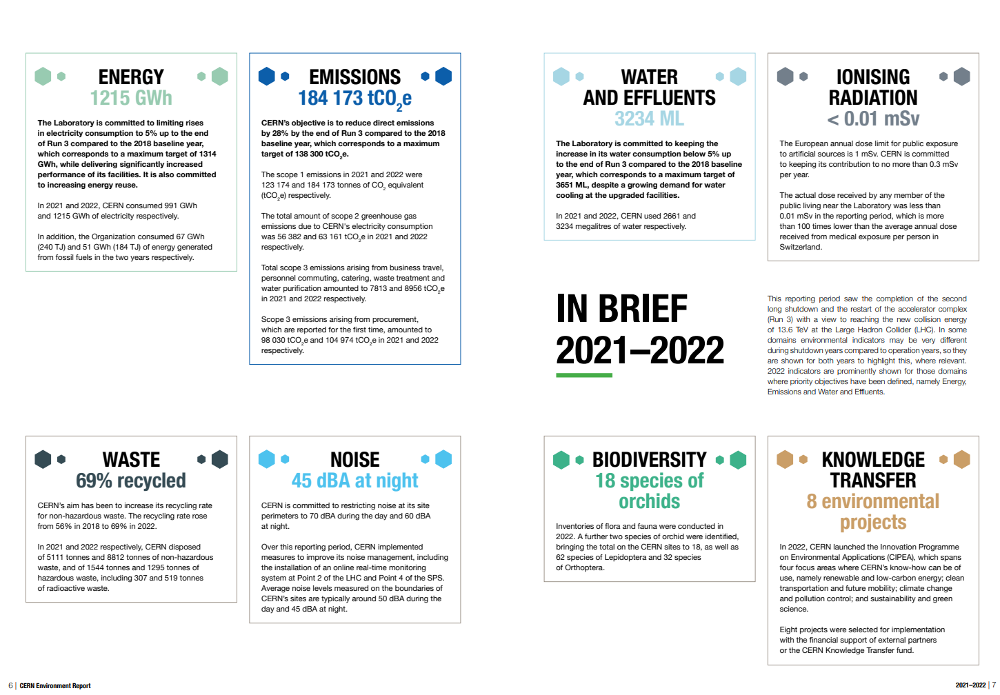 ENERGY
1215 GWh
The Laboratory is committed to limiting rises
in electricity consumption to 5% up to the end
of Run 3 compared to the 2018 baseline year,
which corresponds to a maximum target of 1314
GWh, while delivering significantly increased
performance of its facilities. It is also committed
to increasing energy reuse.
In 2021 and 2022, CERN consumed 991 GWh
and 1215 GWh of electricity respectively.
In addition, the Organization consumed 67 GWh
(240 TJ) and 51 GWh (184 TJ) of energy generated
from fossil fuels in the two years respectively.
EMISSIONS
184 173 tCO2e
CERN's objective is to reduce direct emissions
by 28% by the end of Run 3 compared to the 2018
baseline year, which corresponds to a maximum
target of 138 300 tCO2e.
The scope 1 emissions in 2021 and 2022 were
123 174 and 184 173 tonnes of CO2 equivalent
(tCO2e) respectively.
The total amount of scope 2 greenhouse gas
emissions due to CERN's electricity consumption
was 56 382 and 63 161 tCO2e in 2021 and 2022
respectively.
Total scope 3 emissions arising from business travel,
personnel commuting, catering, waste treatment and
water purification amounted to 7813 and 8956 tCO2e
in 2021 and 2022 respectively.
Scope 3 emissions arising from procurement,
which are reported for the first time, amounted to
98 030 tCO2e and 104 974 tCO2e in 2021 and 2022
respectively.
WATER
AND EFFLUENTS
3234 ML
The Laboratory is committed to keeping the
increase in its water consumption below 5% up
to the end of Run 3 compared to the 2018 baseline
year, which corresponds to a maximum target of
3651 ML, despite a growing demand for water
cooling at the upgraded facilities.
In 2021 and 2022, CERN used 2661 and
3234 megalitres of water respectively.
IONISING
RADIATION
< 0.01 mSv
The European annual dose limit for public exposure
to artificial sources is 1 mSv. CERN is committed
to keeping its contribution to no more than 0.3 mSv
per year.
The actual dose received by any member of the
public living near the Laboratory was less than
0.01 mSv in the reporting period, which is more
than 100 times lower than the average annual dose
received from medical exposure per person in
Switzerland.
IN BRIEF
2021–2022
This reporting period saw the completion of the second
long shutdown and the restart of the accelerator complex
(Run 3) with a view to reaching the new collision energy
of 13.6 TeV at the Large Hadron Collider (LHC). In some
domains environmental indicators may be very different
during shutdown years compared to operation years, so they
are shown for both years to highlight this, where relevant.
2022 indicators are prominently shown for those domains
where priority objectives have been defined, namely Energy,
Emissions and Water and Effluents.
WASTE
69% recycled
CERN's aim has been to increase its recycling rate
for non-hazardous waste. The recycling rate rose
from 56% in 2018 to 69% in 2022.
In 2021 and 2022 respectively, CERN disposed
of 5111 tonnes and 8812 tonnes of non-hazardous
waste, and of 1544 tonnes and 1295 tonnes of
hazardous waste, including 307 and 519 tonnes
of radioactive waste.
NOISE
45 dBA at night
CERN is committed to restricting noise at its site
perimeters to 70 dBA during the day and 60 dBA
at night.
Over this reporting period, CERN implemented
measures to improve its noise management, including
the installation of an online real-time monitoring
system at Point 2 of the LHC and Point 4 of the SPS.
Average noise levels measured on the boundaries of
CERN's sites are typically around 50 dBA during the
day and 45 dBA at night.
BIODIVERSITY
18 species of
orchids
Inventories of flora and fauna were conducted in
2022. A further two species of orchid were identified,
bringing the total on the CERN sites to 18, as well as
62 species of Lepidoptera and 32 species
of Orthoptera.
KNOWLEDGE
TRANSFER
8 environmental
projects
In 2022, CERN launched the Innovation Programme
on Environmental Applications (CIPEA), which spans
four focus areas where CERN's know-how can be of
use, namely renewable and low-carbon energy; clean
transportation and future mobility; climate change
and pollution control; and sustainability and green
science.
Eight projects were selected for implementation
with the financial support of external partners
or the CERN Knowledge Transfer fund.
6 | CERN Environment Report
2021–2022 | 7